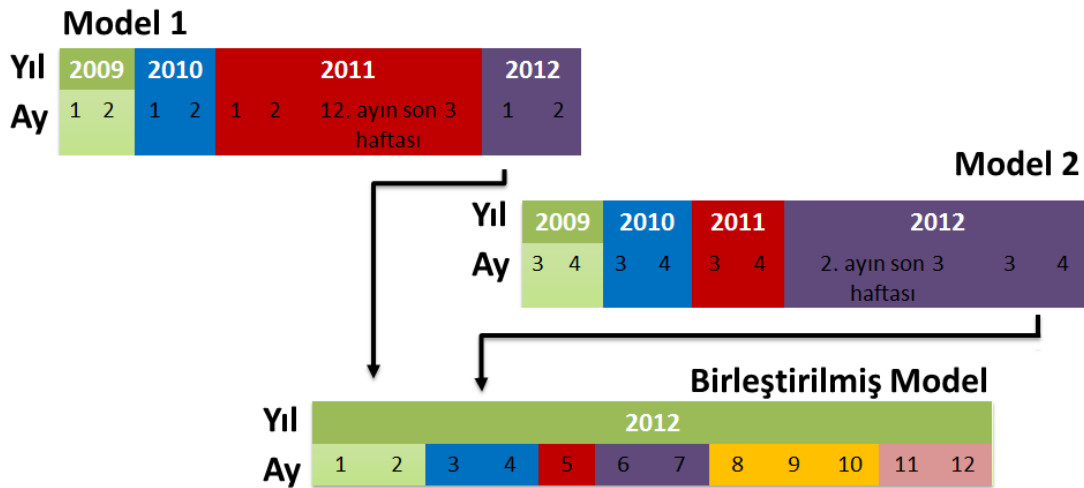 Model 1
Yıl 2009 2010 2011 2012
Ay 1 2 1 2 1 2 12. ayın son 3 1 2
haftası
Model 2
Yıl 2009 2010 2011 2012
Ay 3 4 3 4 3 4 2. ayın son 3 3 4
haftası
Birleştirilmiş Model
Yıl 2012
Ay 1 2 3 4 5 6 7 8 9 10 11 12